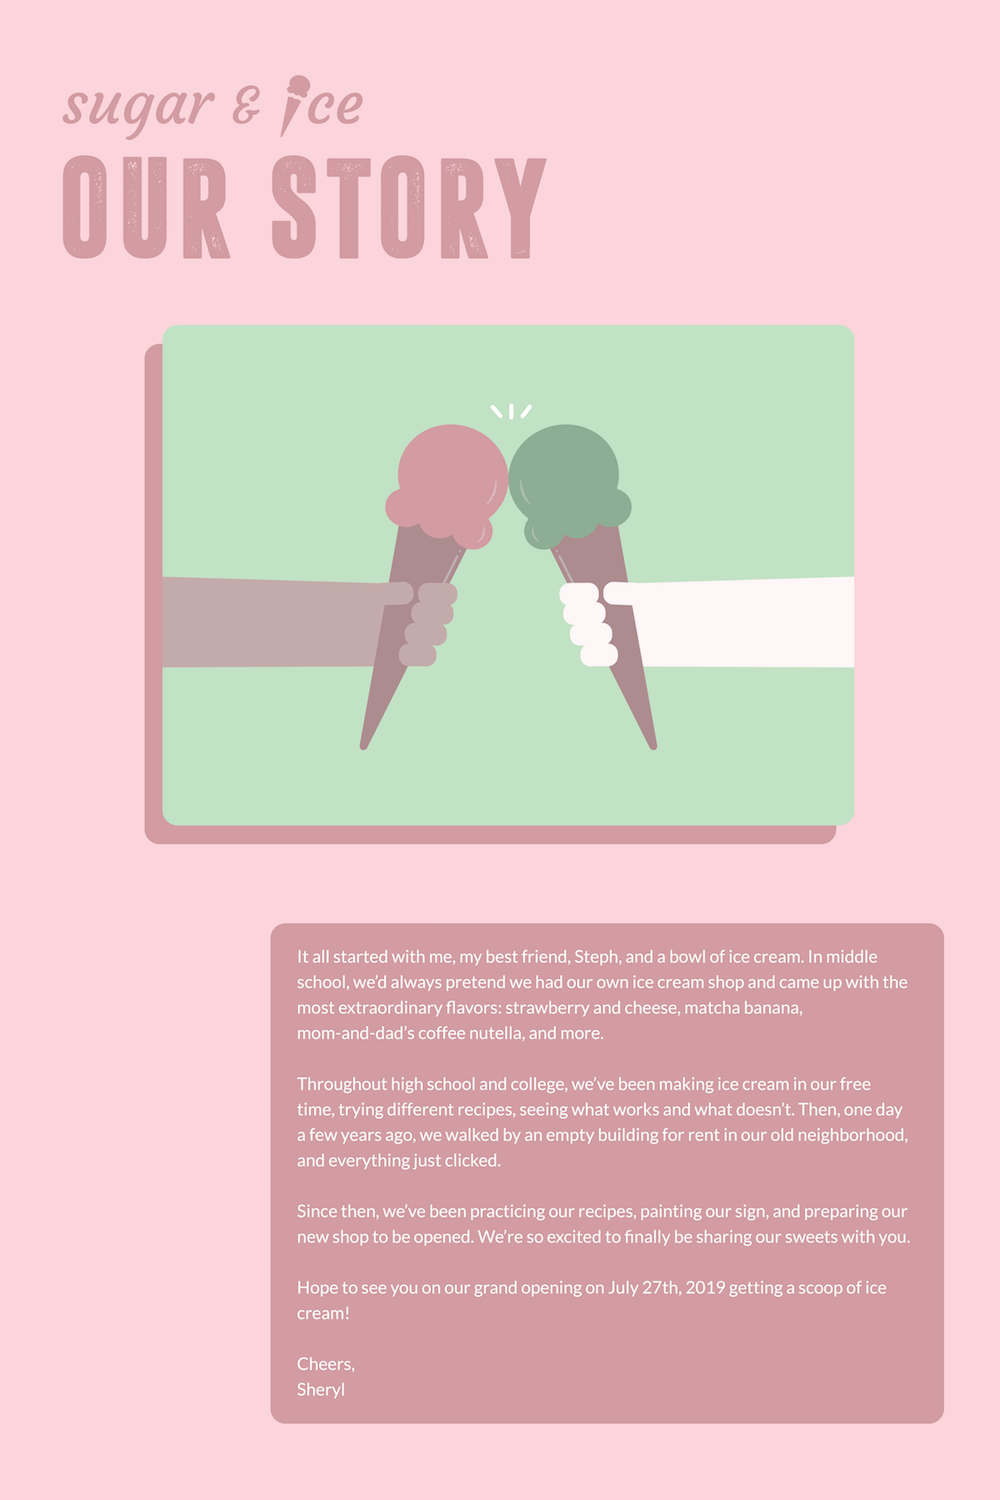 sugar & ice
OUR STORY
It all started with me, my best friend, Steph, and a bowl of ice cream. In middle
school, we’d always pretend we had our own ice cream shop and came up with the
most extraordinary flavors: strawberry and cheese, matcha banana,
mom-and-dad’s coffee nutella, and more.
Throughout high school and college, we’ve been making ice cream in our free
time, trying different recipes, seeing what works and what doesn’t. Then, one day
a few years ago, we walked by an empty building for rent in our old neighborhood,
and everything just clicked.
Since then, we’ve been practicing our recipes, painting our sign, and preparing our
new shop to be opened. We’re so excited to finally be sharing our sweets with you.
Hope to see you on our grand opening on July 27th, 2019 getting a scoop of ice
cream!
Cheers,
Sheryl